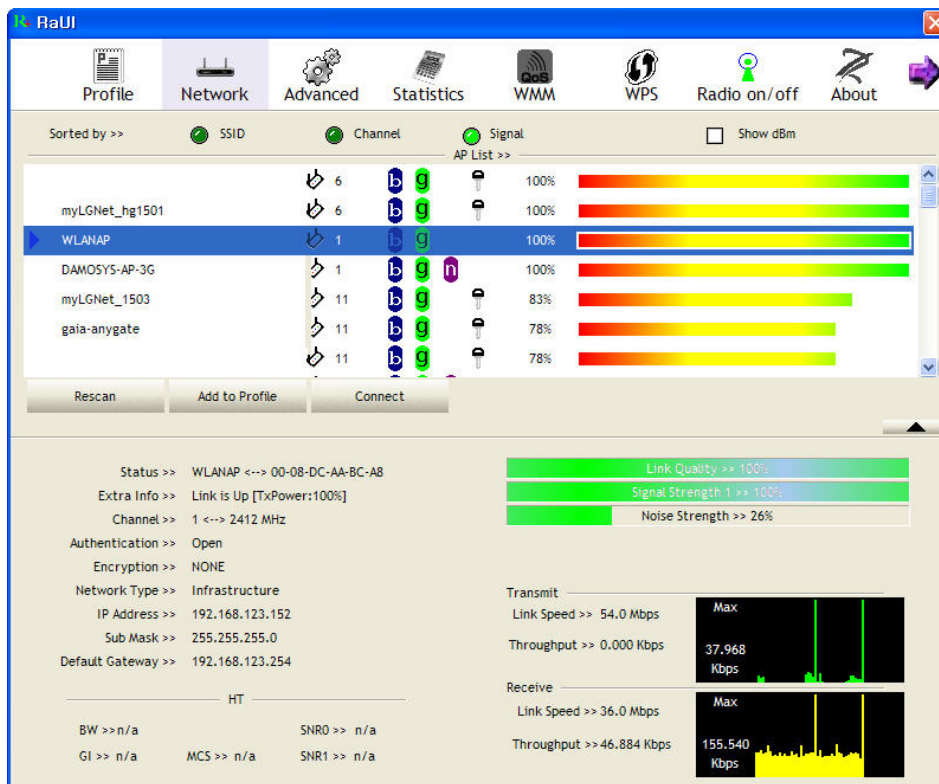 RaUI
Profile Network Advanced Statistics WMM WPS Radio on/off About
QoS
Sorted by >> SSID Channel Signal Show dBm
AP List >>
6 b g 100%
myLGNet_hg1501 6 b g 100%
WLANAP 1 b g 100%
DAMOSYS-AP-3G 1 b g n 100%
myLGNet_1503 11 b g 83%
gaia-anygate 11 b g 78%
11 b g 78%
Rescan Add to Profile Connect
Status >> WLANAP <--> 00-08-DC-AA-BC-A8
Extra Info >> Link is Up [TxPower:100%]
Channel >> 1 <--> 2412 MHz
Authentication >> Open
Encryption >> NONE
Network Type >> Infrastructure
IP Address >> 192.168.123.152
Sub Mask >> 255.255.255.0
Default Gateway >> 192.168.123.254
HT
BW >>n/a SNR0 >> n/a
GI >> n/a MCS >> n/a SNR1 >> n/a
Link Quality >> 100%
Signal Strength 1 >> 100%
Noise Strength >> 26%
Transmit
Link Speed >> 54.0 Mbps
Throughput >> 0.000 Kbps
Max
37.968
Kbps
Receive
Link Speed >> 36.0 Mbps
Throughput >> 46.884 Kbps
Max
155.540
Kbps